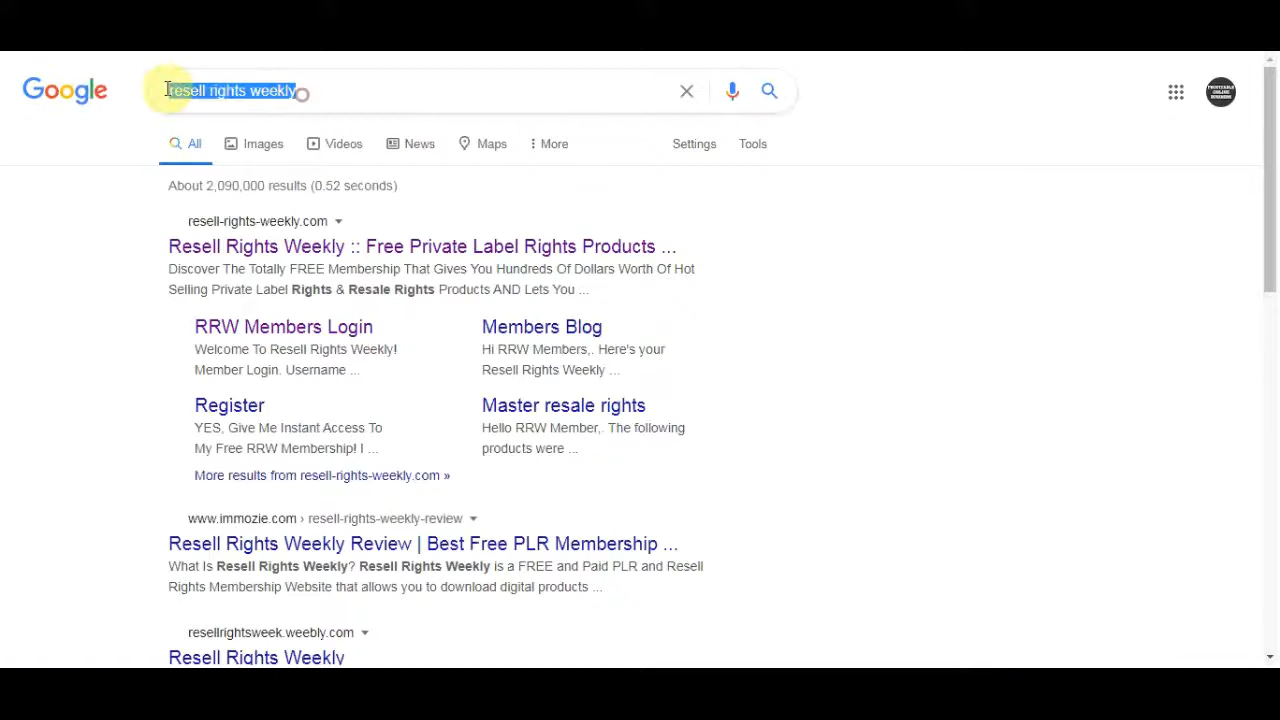 Google
resell rights weekly
All Images Videos News Maps More Settings Tools
About 2,090,000 results (0.52 seconds)
resell-rights-weekly.com
Resell Rights Weekly :: Free Private Label Rights Products ...
Discover The Totally FREE Membership That Gives You Hundreds Of Dollars Worth Of Hot
Selling Private Label Rights & Resale Rights Products AND Lets You ...
RRW Members Login
Welcome To Resell Rights Weekly!
Member Login. Username ...
Members Blog
Hi RRW Members,. Here's your
Resell Rights Weekly ...
Register
YES, Give Me Instant Access To
My Free RRW Membership! I ...
Master resale rights
Hello RRW Member,. The following
products were ...
More results from resell-rights-weekly.com »
www.immozie.com › resell-rights-weekly-review
Resell Rights Weekly Review | Best Free PLR Membership ...
What Is Resell Rights Weekly? Resell Rights Weekly is a FREE and Paid PLR and Resell
Rights Membership Website that allows you to download digital products ...
resellrightsweek.weebly.com
Resell Rights Weekly